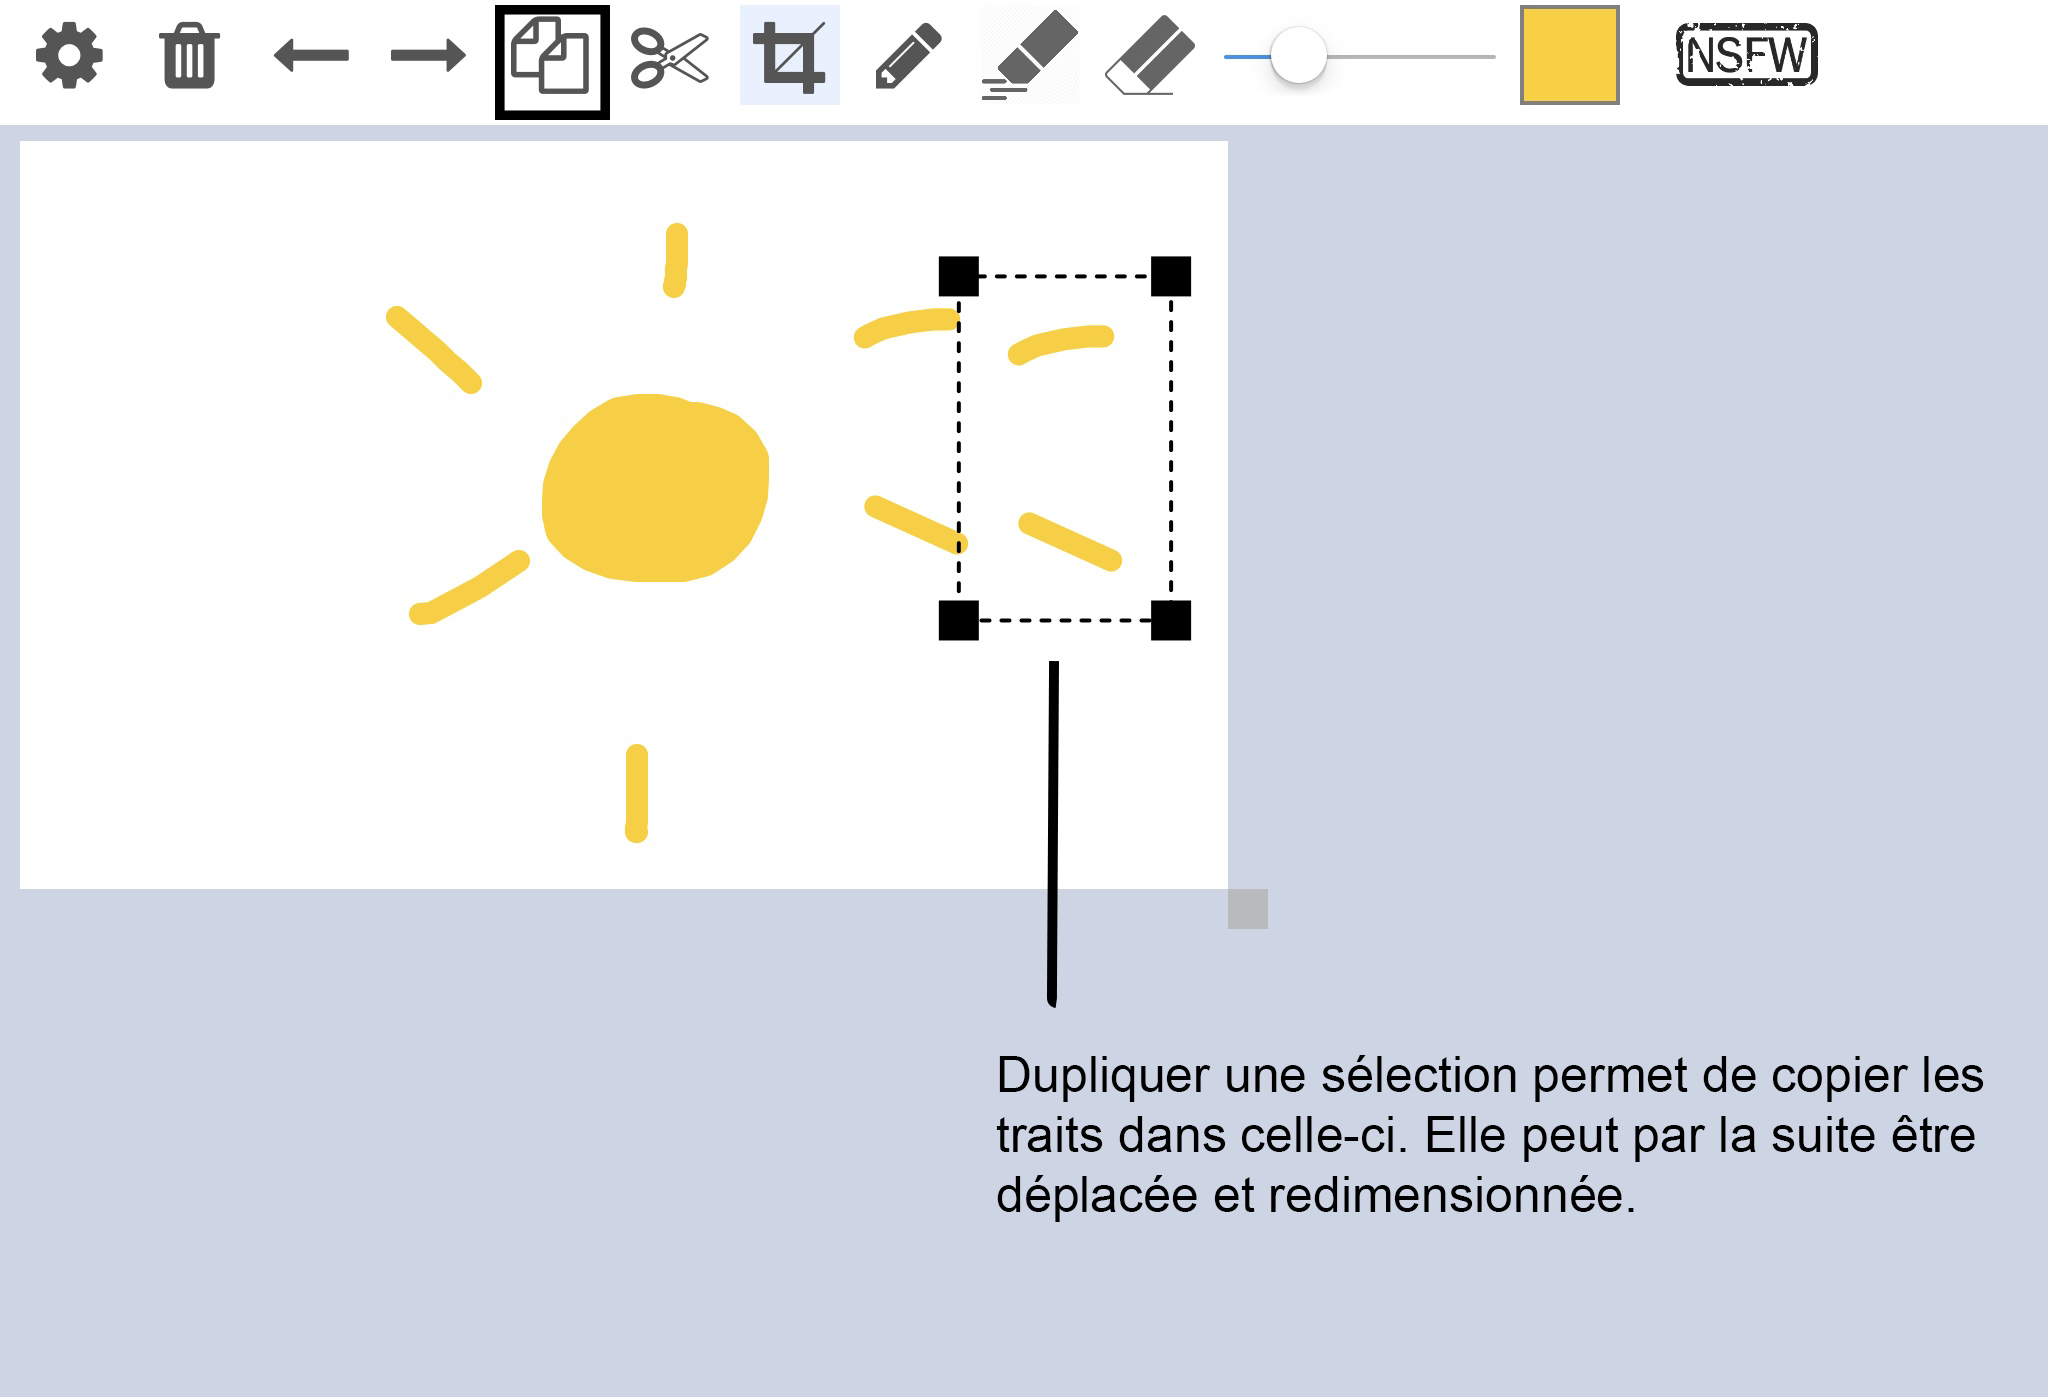 NSFW
Dupliquer une sélection permet de copier les
traits dans celle-ci. Elle peut par la suite être
déplacée et redimensionnée.